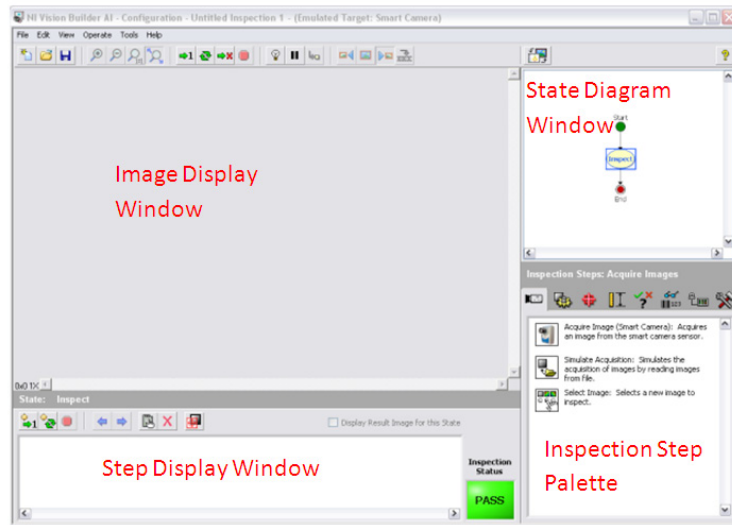 NI Vision Builder AI - Configuration - Untitled Inspection 1 - (Emulated Target: Smart Camera)
File Edit View Operate Tools Help
State Diagram
Window
Start
Inspect
End
Image Display
Window
Inspection Steps: Acquire Images
Acquire Image (Smart Camera): Acquires
an image from the smart camera sensor.
Simulate Acquisition: Simulates the
acquisition of images by reading images
from file.
Select Image: Selects a new image to
inspect.
0x0 1X
State: Inspect
Display Result Image for this State
Step Display Window
Inspection
Status
PASS
Inspection Step
Palette